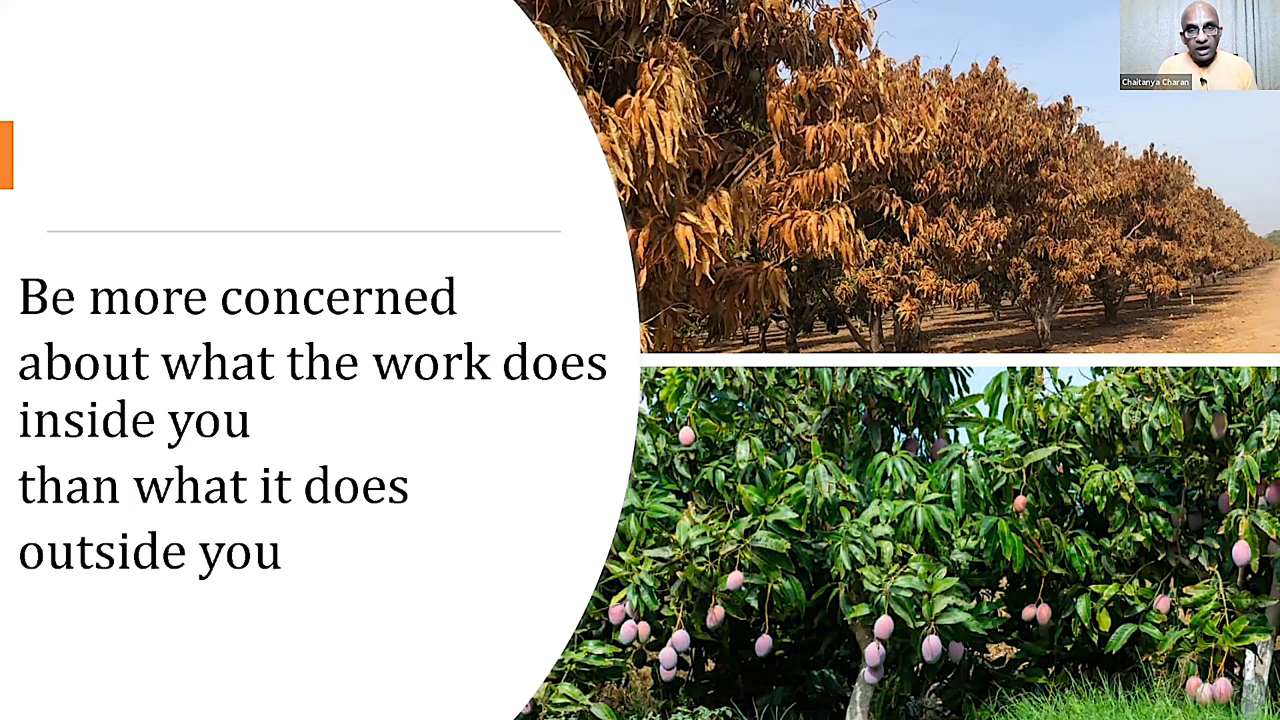 Chaitanya Charan
Be more concerned
about what the work does
inside you
than what it does
outside you